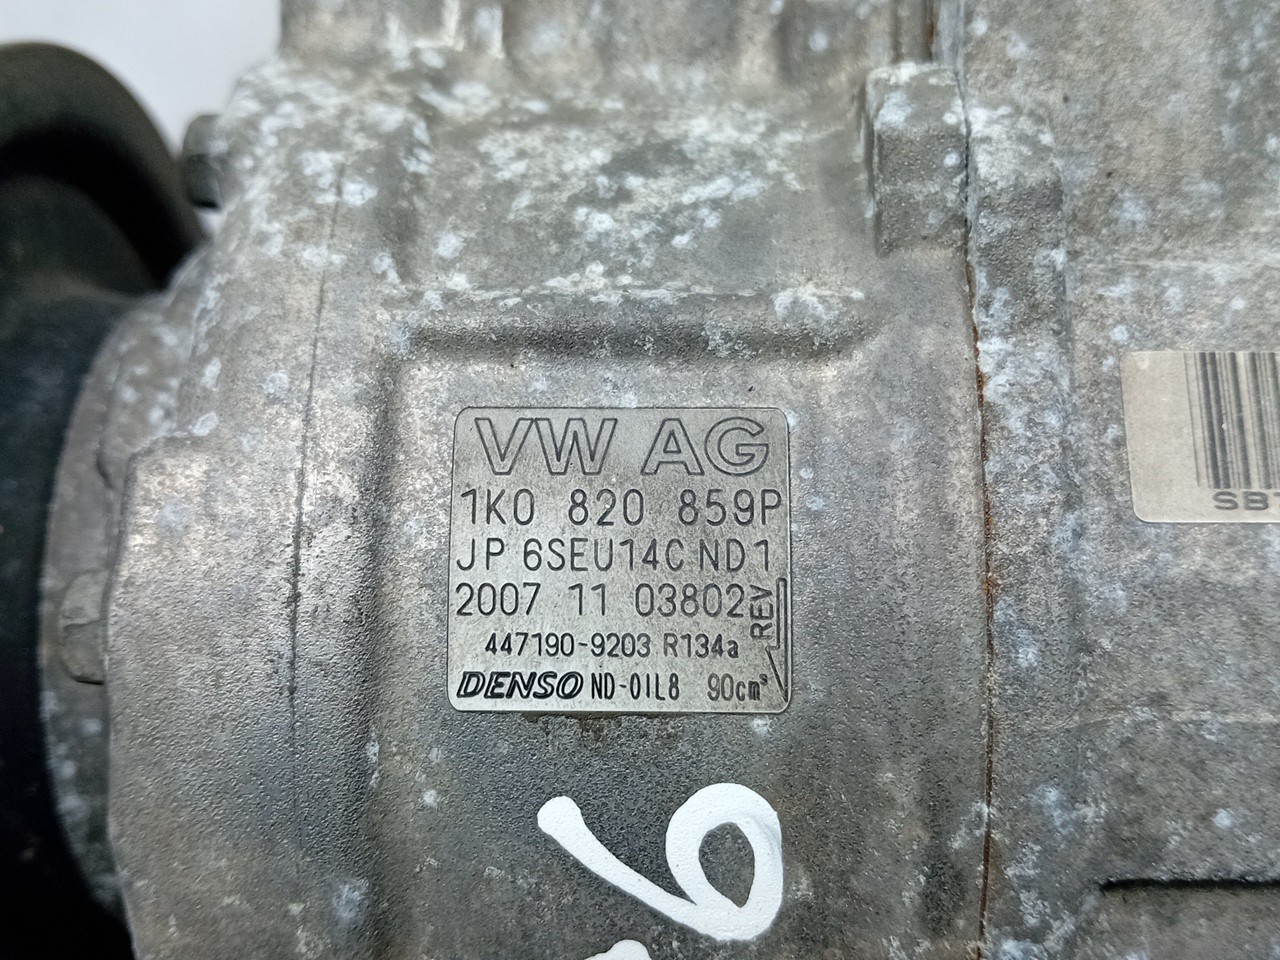 VW AG
1K0 820 859P
JP 6SEU14C ND1
2007 11 03802
REV
447190-9203 R134a
DENSO ND-OIL8 90cm³
SB